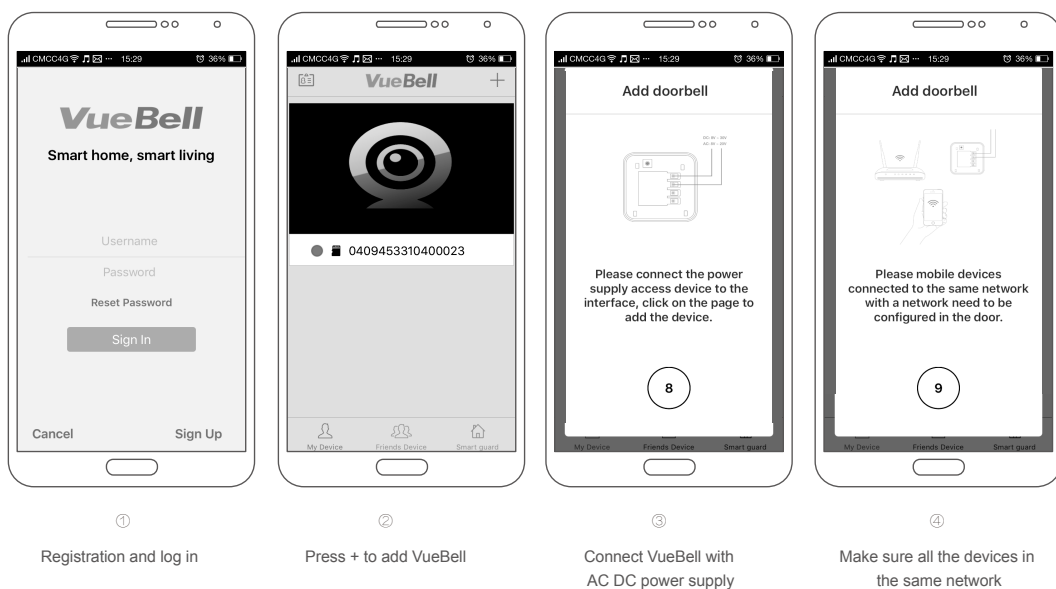 CMCC4G 15:29 36%
VueBell
Smart home, smart living
Username
Password
Reset Password
Sign In
Cancel Sign Up
①
Registration and log in
CMCC4G 15:29 36%
VueBell +
0409453310400023
My Device Friends Device Smart guard
②
Press + to add VueBell
CMCC4G 15:29 36%
Add doorbell
Please connect the power
supply access device to the
interface, click on the page to
add the device.
8
My Device Friends Device Smart guard
③
Connect VueBell with
AC DC power supply
CMCC4G 15:29 36%
Add doorbell
Please mobile devices
connected to the same network
with a network need to be
configured in the door.
9
My Device Friends Device Smart guard
④
Make sure all the devices in
the same network